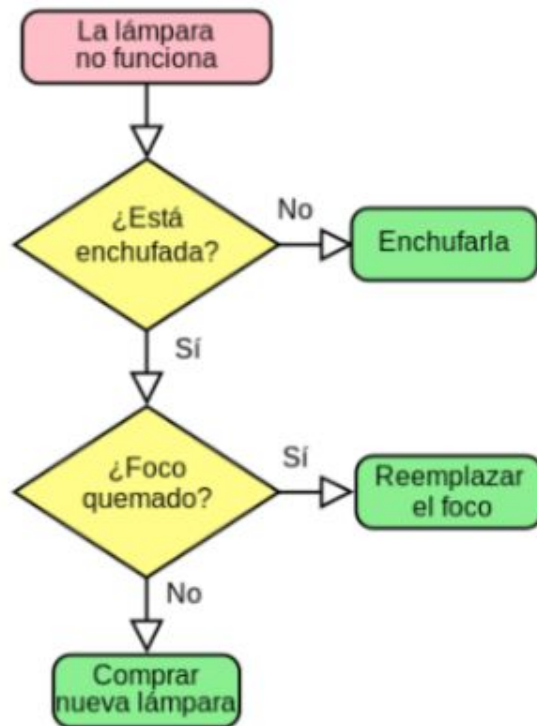 La lámpara
no funciona
¿Está
enchufada?
No
Enchufarla
Sí
¿Foco
quemado?
Sí
Reemplazar
el foco
No
Comprar
nueva lámpara